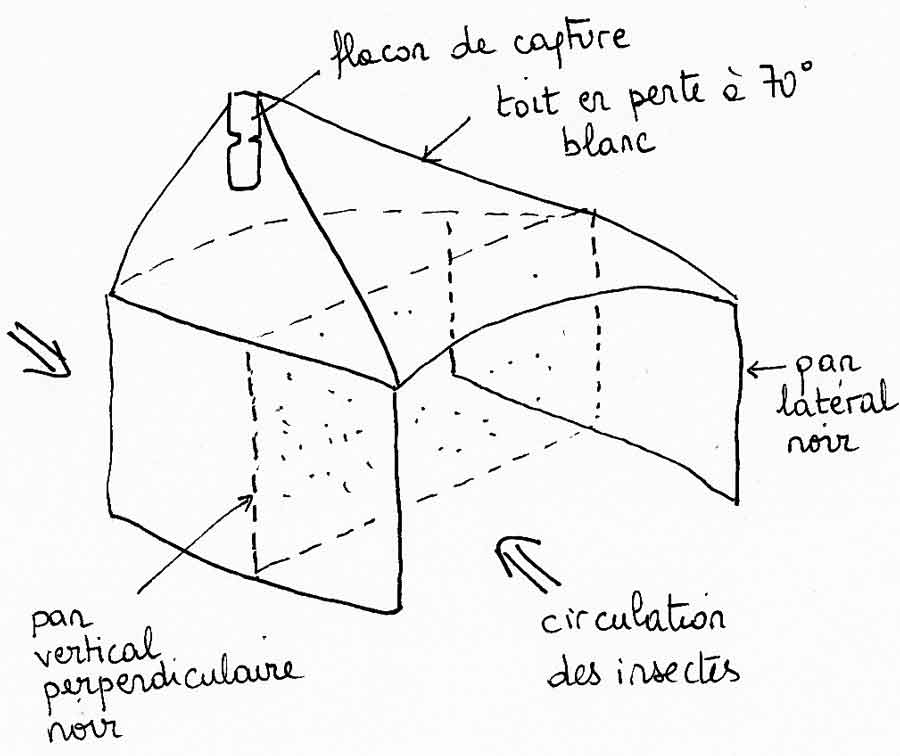 flacon de capture
toit en pente à 70°
blanc
pan
latéral
noir
circulation
des insectes
pan
vertical
perpendiculaire
noir